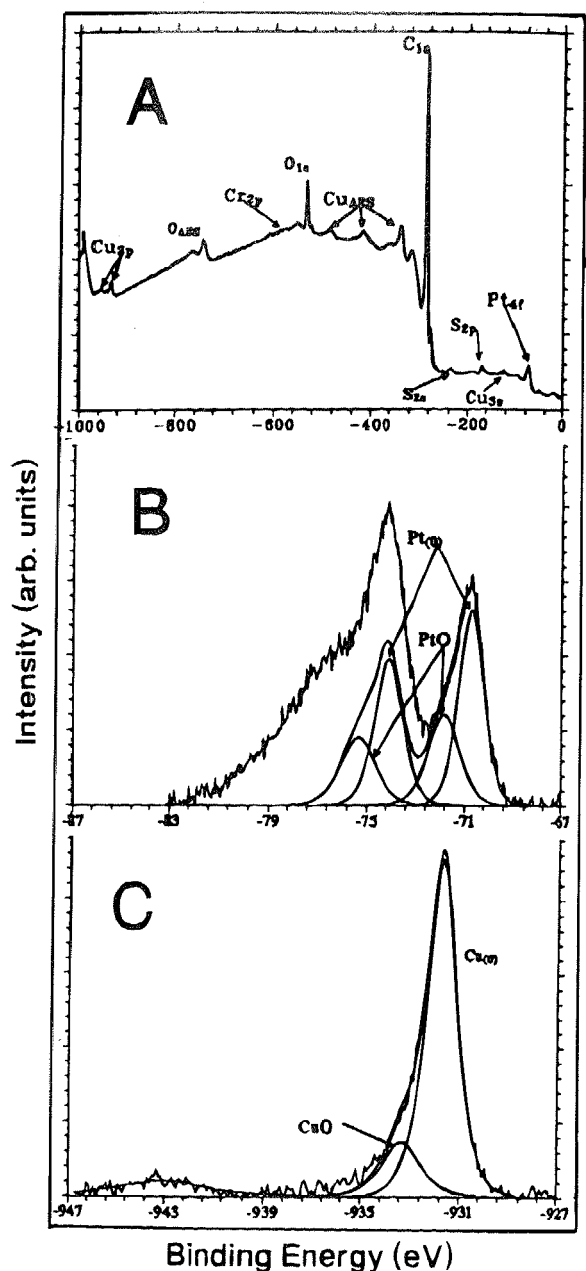 A
C1s
O1s
Cr2p
CuAES
OAES
Cu2p
Pt4f
S2p
S2s
Cu3s
-1000 -800 -600 -400 -200 0
B
Pt(0)
PtO
-87 -83 -79 -75 -71 -67
C
Cu(0)
CuO
-947 -943 -939 -935 -931 -927
Intensity (arb. units)
Binding Energy (eV)